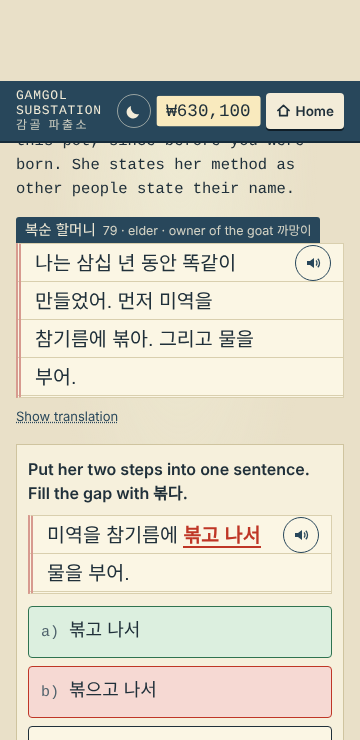 GAMGOL
SUBSTATION
감골 파출소
₩630,100
Home
this pot, since before you were
born. She states her method as
other people state their name.
복순 할머니 79 · elder · owner of the goat 까망이
나는 삼십 년 동안 똑같이
만들었어. 먼저 미역을
참기름에 볶아. 그리고 물을
부어.
Show translation
Put her two steps into one sentence.
Fill the gap with 볶다.
미역을 참기름에 볶고 나서
물을 부어.
a) 볶고 나서
b) 볶으고 나서